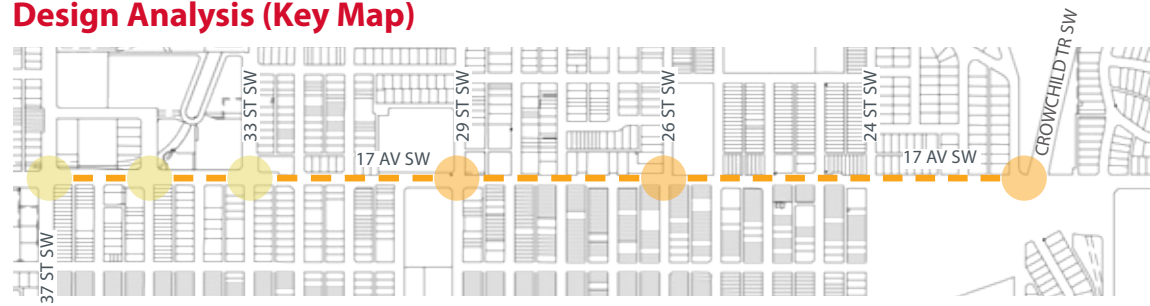 Design Analysis (Key Map)
CROWCHILD TR SW
33 ST SW
29 ST SW
26 ST SW
24 ST SW
17 AV SW
17 AV SW
37 ST SW